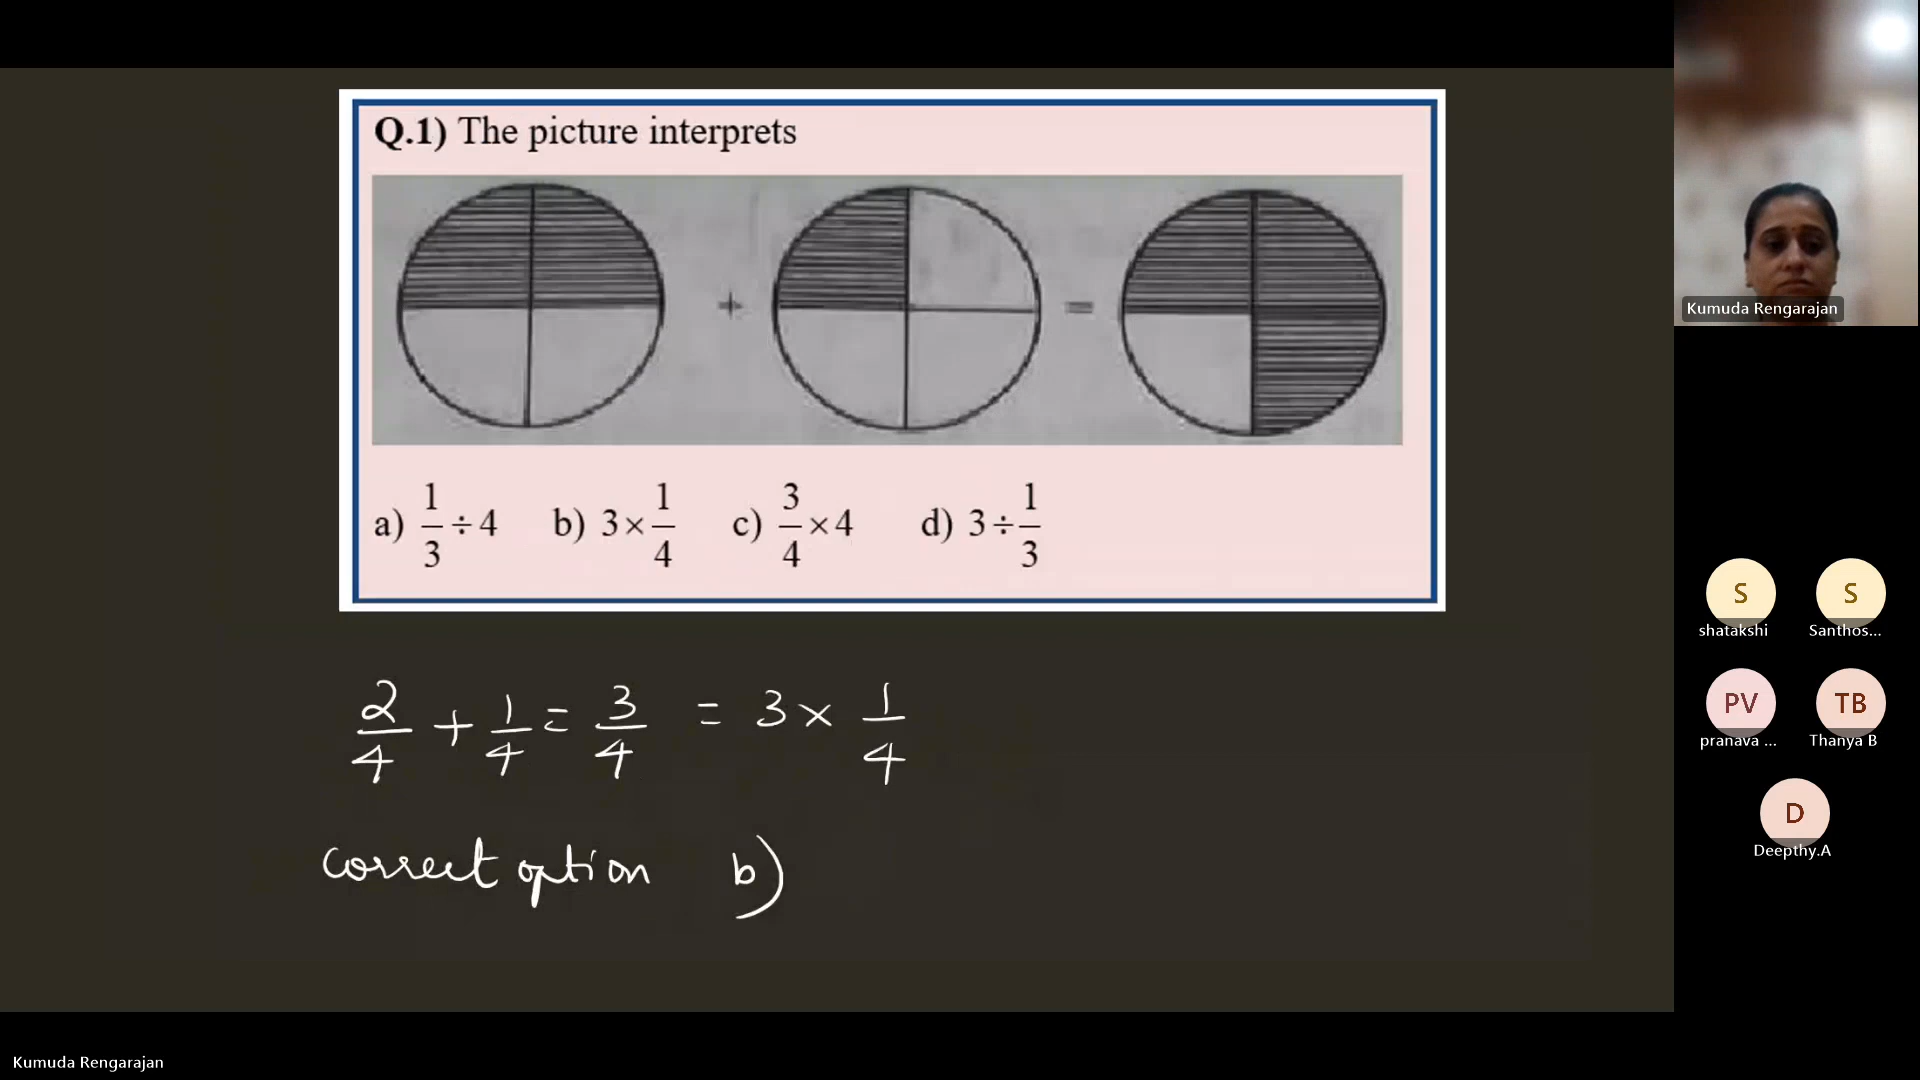 Q.1) The picture interprets
+ =
a) 1/3 ÷ 4 b) 3 × 1/4 c) 3/4 × 4 d) 3 ÷ 1/3
2/4 + 1/4 = 3/4 = 3 × 1/4
correct option b)
Kumuda Rengarajan
S S
shatakshi Santhos...
PV TB
pranava ... Thanya B
D
Deepthy.A
Kumuda Rengarajan